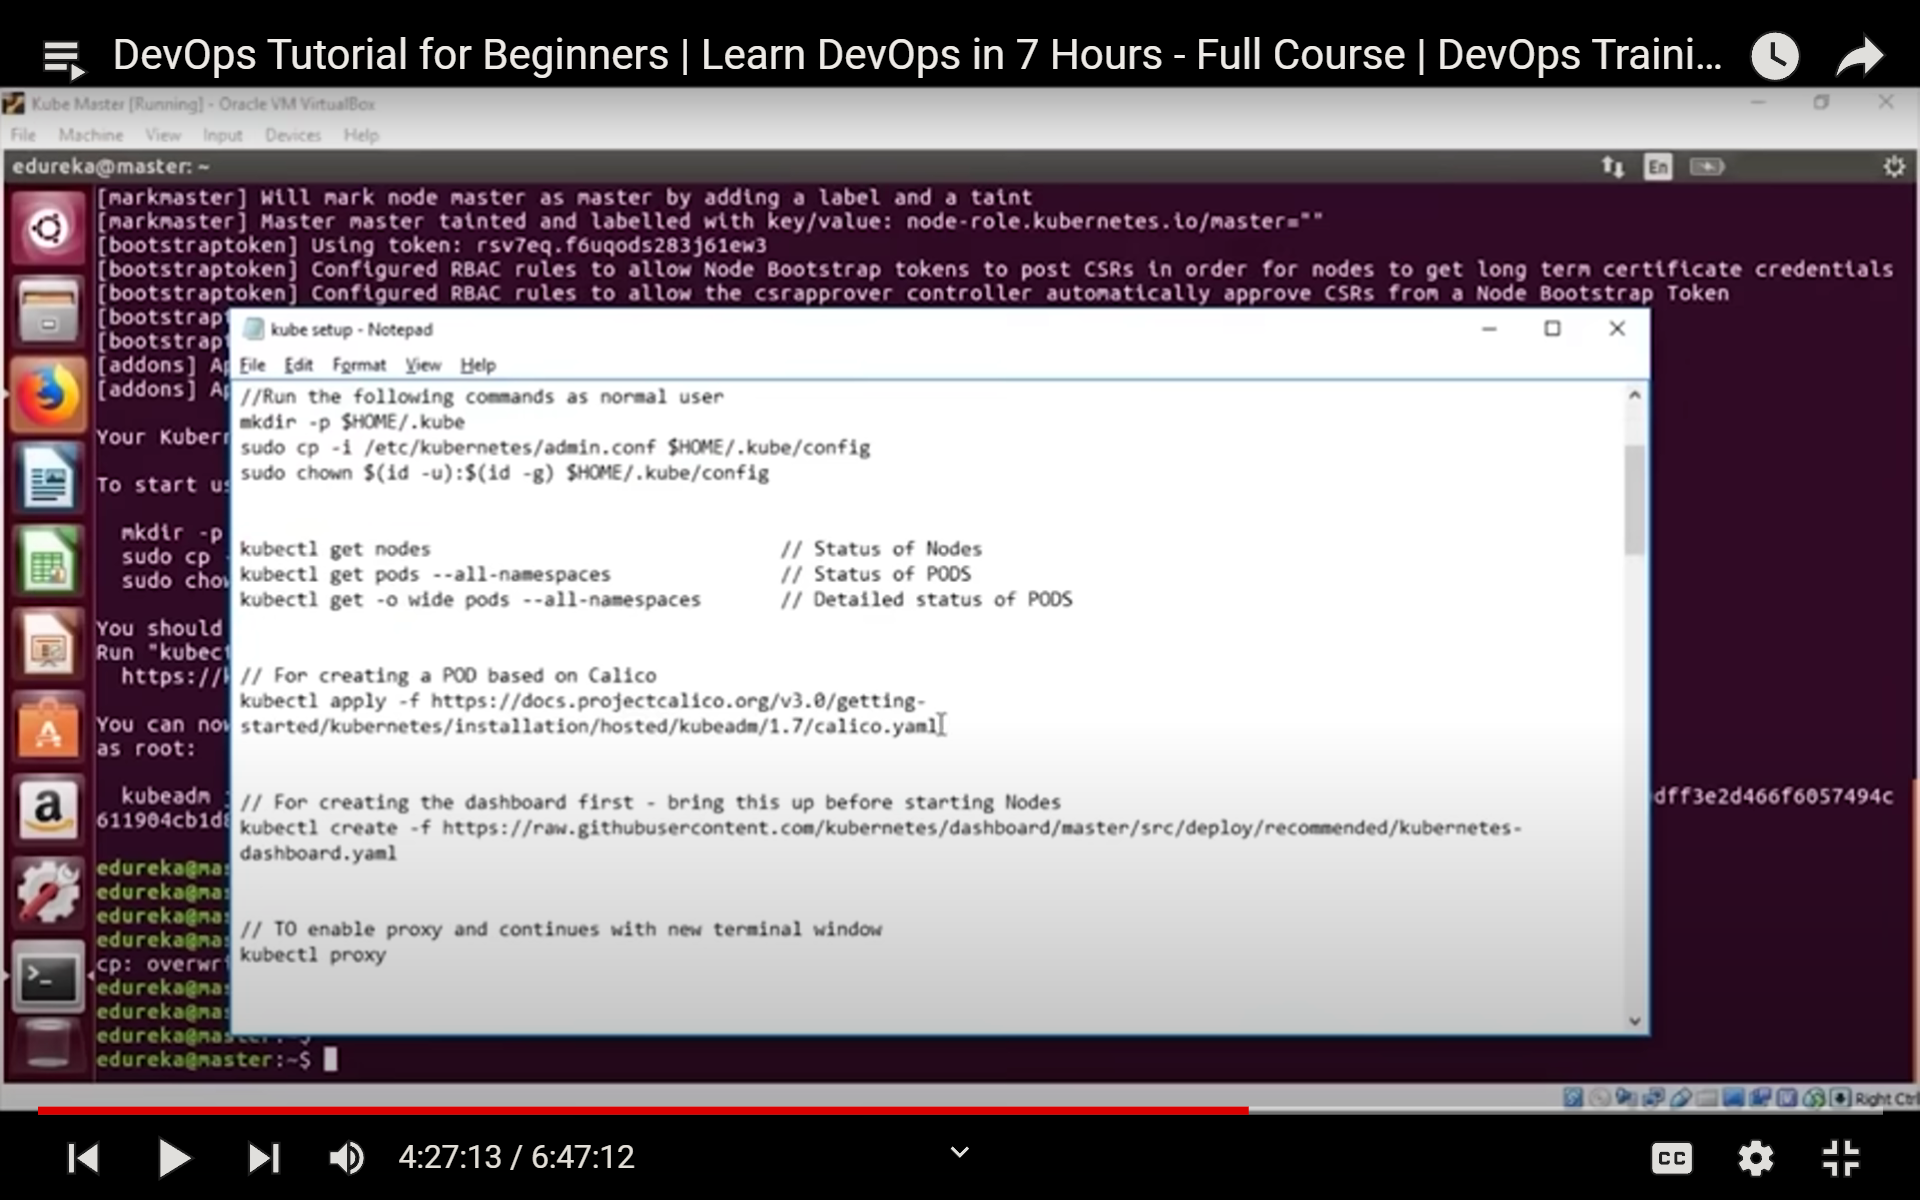 DevOps Tutorial for Beginners | Learn DevOps in 7 Hours - Full Course | DevOps Traini...
Kube Master [Running] - Oracle VM VirtualBox
File Machine View Input Devices Help
edureka@master: ~
En
[markmaster] Will mark node master as master by adding a label and a taint
[markmaster] Master master tainted and labelled with key/value: node-role.kubernetes.io/master=""
[bootstraptoken] Using token: rsv7eq.f6uqods283j61ew3
[bootstraptoken] Configured RBAC rules to allow Node Bootstrap tokens to post CSRs in order for nodes to get long term certificate credentials
[bootstraptoken] Configured RBAC rules to allow the csrapprover controller automatically approve CSRs from a Node Bootstrap Token
[bootstrap
[bootstrap
[addons] Ap
[addons] Ap
Your Kuber
To start us
mkdir -p
sudo cp -
sudo chow
You should
Run "kubect
https://k
You can now
as root:
kubeadm
dff3e2d466f6057494c
611904cb1d8
edureka@mas
edureka@mas
edureka@mas
edureka@mas
cp: overwri
edureka@mas
edureka@mas
edureka@master:~$
edureka@master:~$
kube setup - Notepad
File Edit Format View Help
//Run the following commands as normal user
mkdir -p $HOME/.kube
sudo cp -i /etc/kubernetes/admin.conf $HOME/.kube/config
sudo chown $(id -u):$(id -g) $HOME/.kube/config
kubectl get nodes // Status of Nodes
kubectl get pods --all-namespaces // Status of PODS
kubectl get -o wide pods --all-namespaces // Detailed status of PODS
// For creating a POD based on Calico
kubectl apply -f https://docs.projectcalico.org/v3.0/getting-
started/kubernetes/installation/hosted/kubeadm/1.7/calico.yaml
// For creating the dashboard first - bring this up before starting Nodes
kubectl create -f https://raw.githubusercontent.com/kubernetes/dashboard/master/src/deploy/recommended/kubernetes-
dashboard.yaml
// TO enable proxy and continues with new terminal window
kubectl proxy
Right Ctrl
4:27:13 / 6:47:12
CC